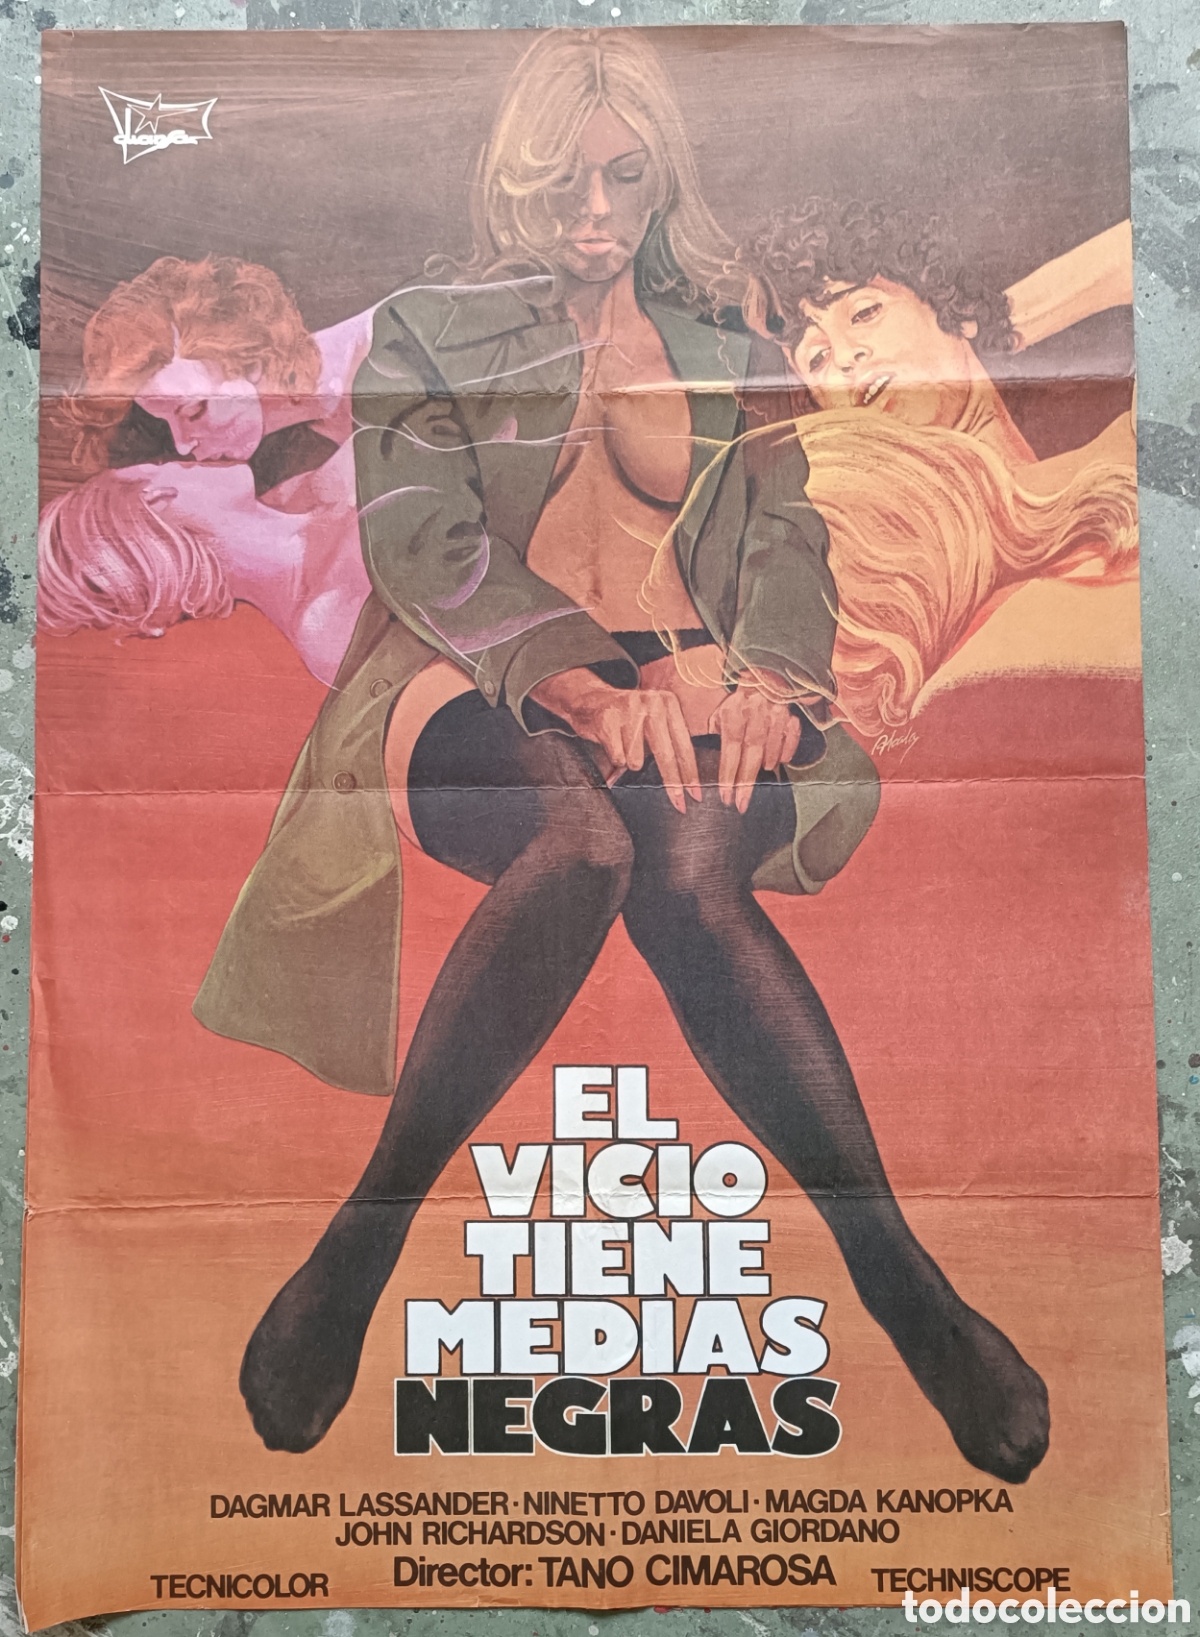 EL
VICIO
TIENE
MEDIAS
NEGRAS
DAGMAR LASSANDER · NINETTO DAVOLI · MAGDA KANOPKA
JOHN RICHARDSON · DANIELA GIORDANO
Director: TANO CIMAROSA
TECNICOLOR
TECHNISCOPE
todocoleccion